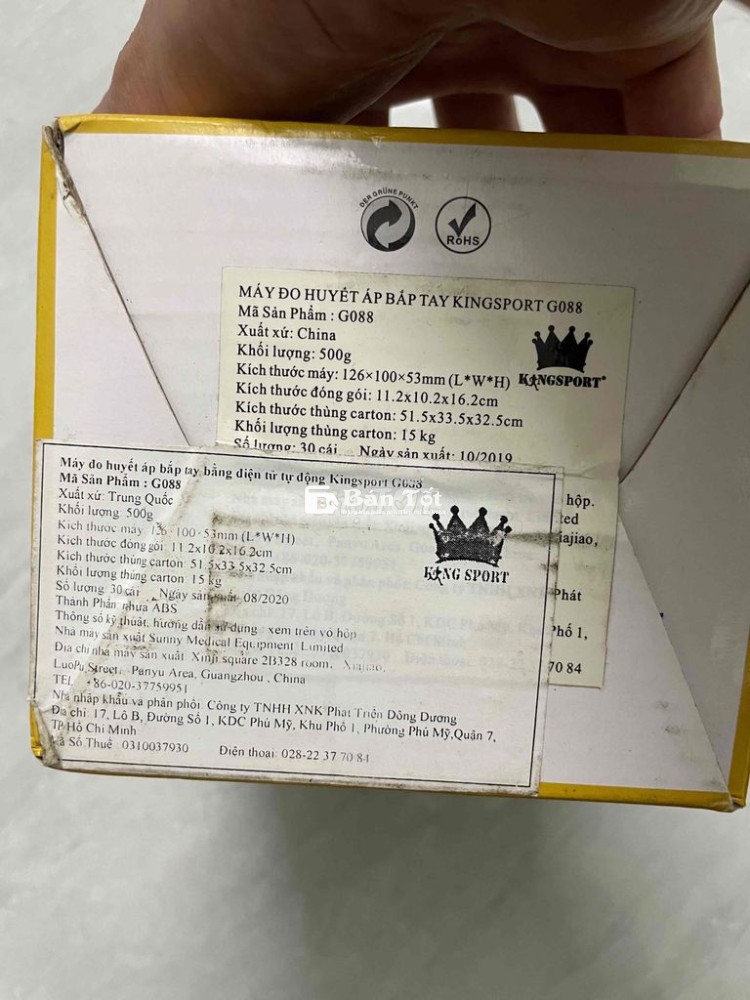 DER GRÜNE PUNKT
RoHS
MÁY ĐO HUYẾT ÁP BẮP TAY KINGSPORT G088
Mã Sản Phẩm : G088
Xuất xứ: China
Khối lượng: 500g
Kích thước máy: 126×100×53mm (L*W*H)
Kích thước đóng gói: 11.2x10.2x16.2cm
Kích thước thùng carton: 51.5x33.5x32.5cm
Khối lượng thùng carton: 15 kg
Số lượng: 30 cái Ngày sản xuất: 10/2019
KINGSPORT
hộp.
iajiao,
Phát
Phố 1,
70 84
Bán Tốt
Máy đo huyết áp bắp tay bằng điện tử tự động Kingsport G088
Mã Sản Phẩm : G088
Xuất xứ: Trung Quốc
Khối lượng: 500g
Kích thước máy: 126×100×53mm (L*W*H)
Kích thước đóng gói: 11.2x10.2x16.2cm
Kích thước thùng carton: 51.5x33.5x32.5cm
Khối lượng thùng carton: 15 kg
Số lượng: 30 cái Ngày sản xuất: 08/2020
Thành Phần nhựa ABS
Thông số kỹ thuật, hướng dẫn sử dụng: xem trên vỏ hộp
Nhà máy sản xuất Sunny Medical Equipment Limited
Địa chỉ nhà máy sản xuất Xinji square 2B328 room,
LuoPu Street, Panyu Area, Guangzhou, China
TEL +86-020-37759951
Nhà nhập khẩu và phân phối: Công ty TNHH XNK Phát Triển Đông Dương
Địa chỉ: 17, Lô B, Đường Số 1, KDC Phú Mỹ, Khu Phố 1, Phường Phú Mỹ,Quận 7,
TP Hồ Chí Minh
Mã Số Thuế 0310037930 Điện thoại: 028-22 37 70 84
KING SPORT